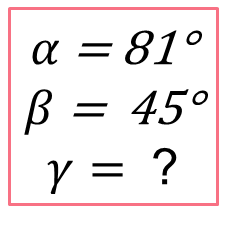 α = 81°
β = 45°
γ = ?